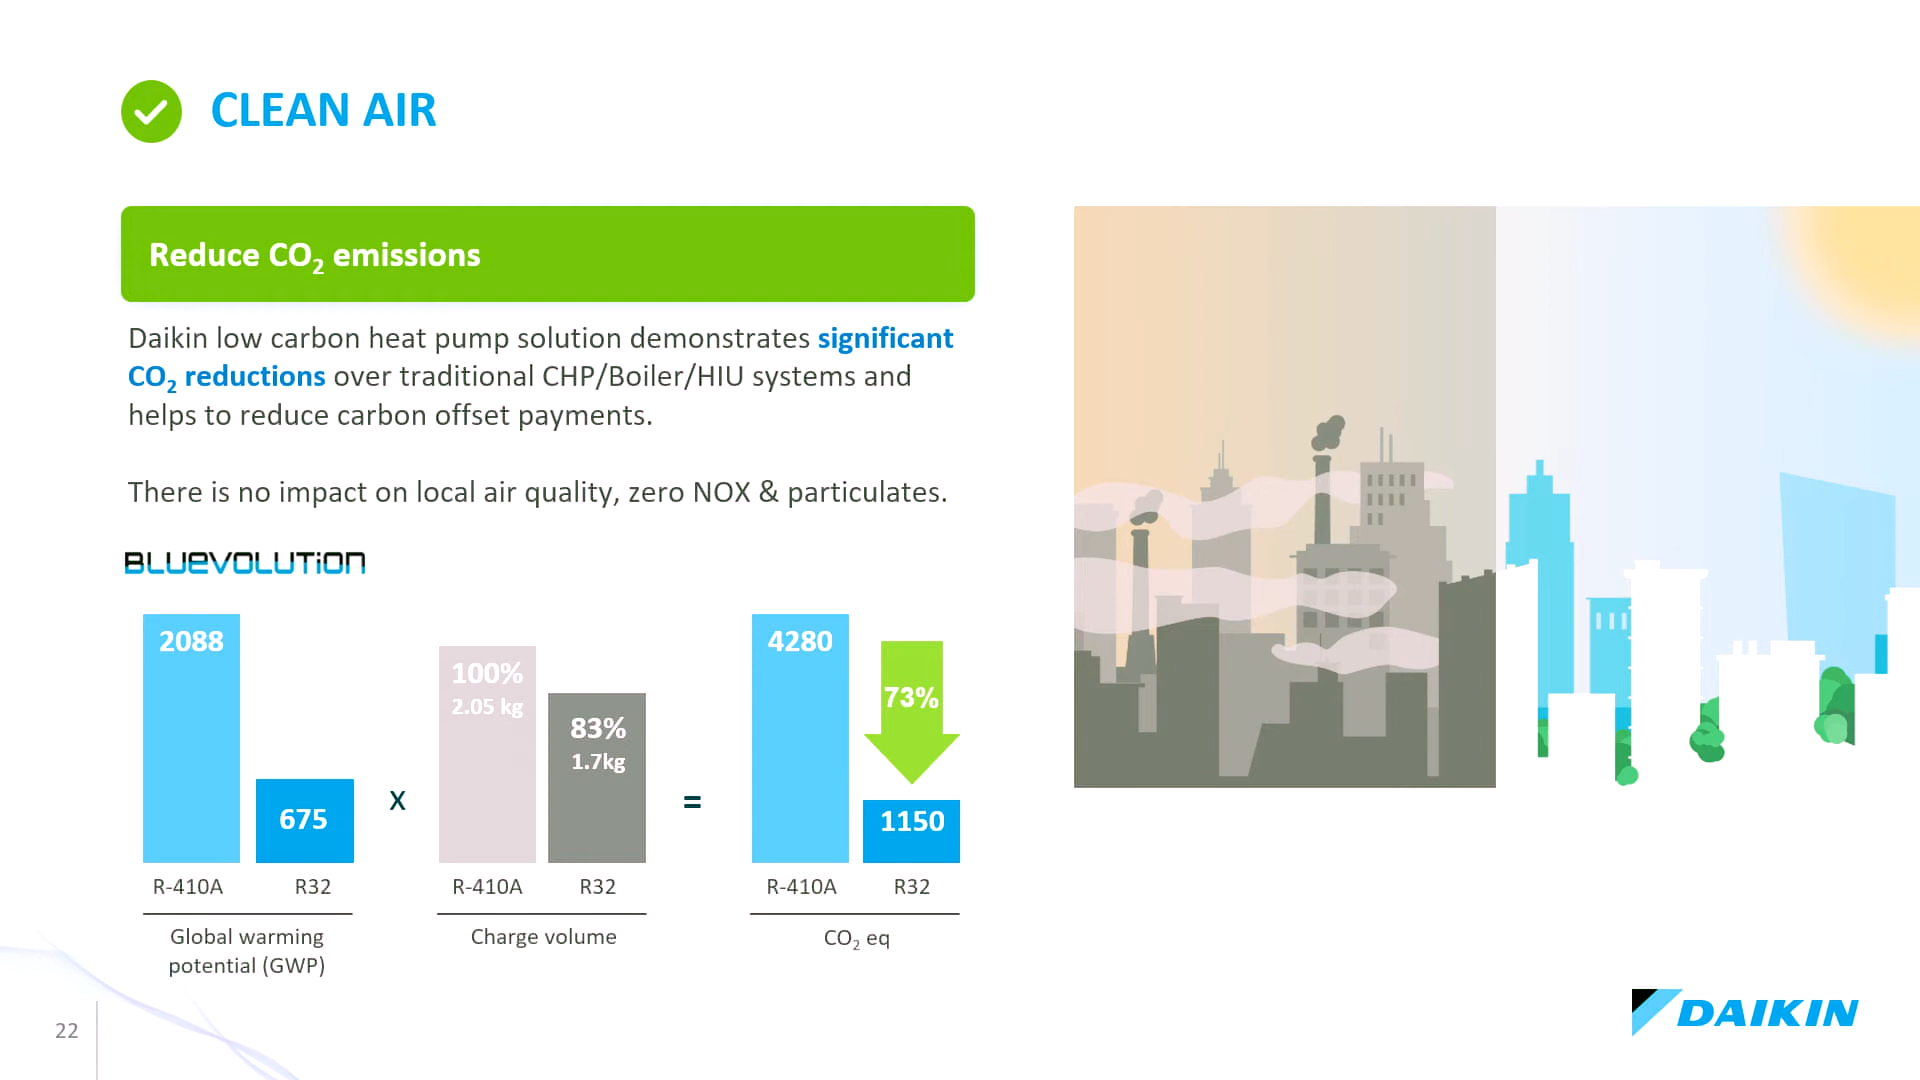 CLEAN AIR
Reduce CO₂ emissions
Daikin low carbon heat pump solution demonstrates significant
CO₂ reductions over traditional CHP/Boiler/HIU systems and
helps to reduce carbon offset payments.
There is no impact on local air quality, zero NOX & particulates.
BLUEVOLUTiON
2088
675
R-410A R32
Global warming
potential (GWP)
x
100%
2.05 kg
83%
1.7kg
R-410A R32
Charge volume
=
4280
73%
1150
R-410A R32
CO₂ eq
22
DAIKIN